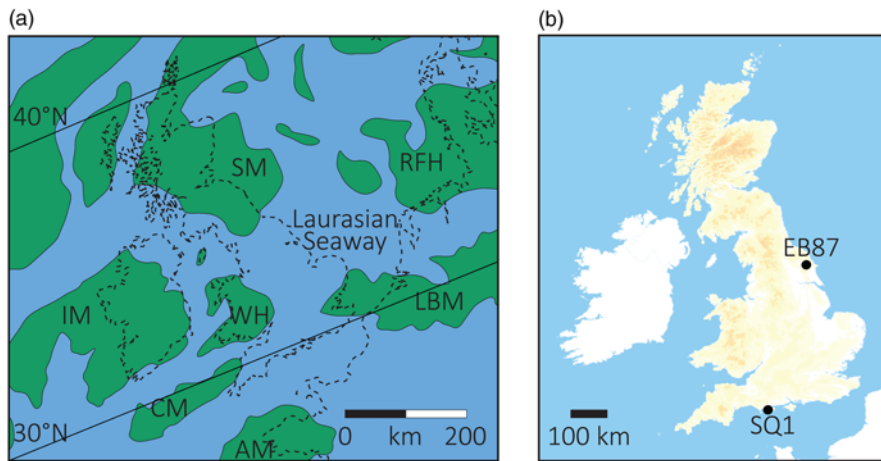 (a)
(b)
40°N
SM
RFH
Laurasian
Seaway
IM
WH
LBM
CM
30°N
AM
0 km 200
EB87
SQ1
100 km